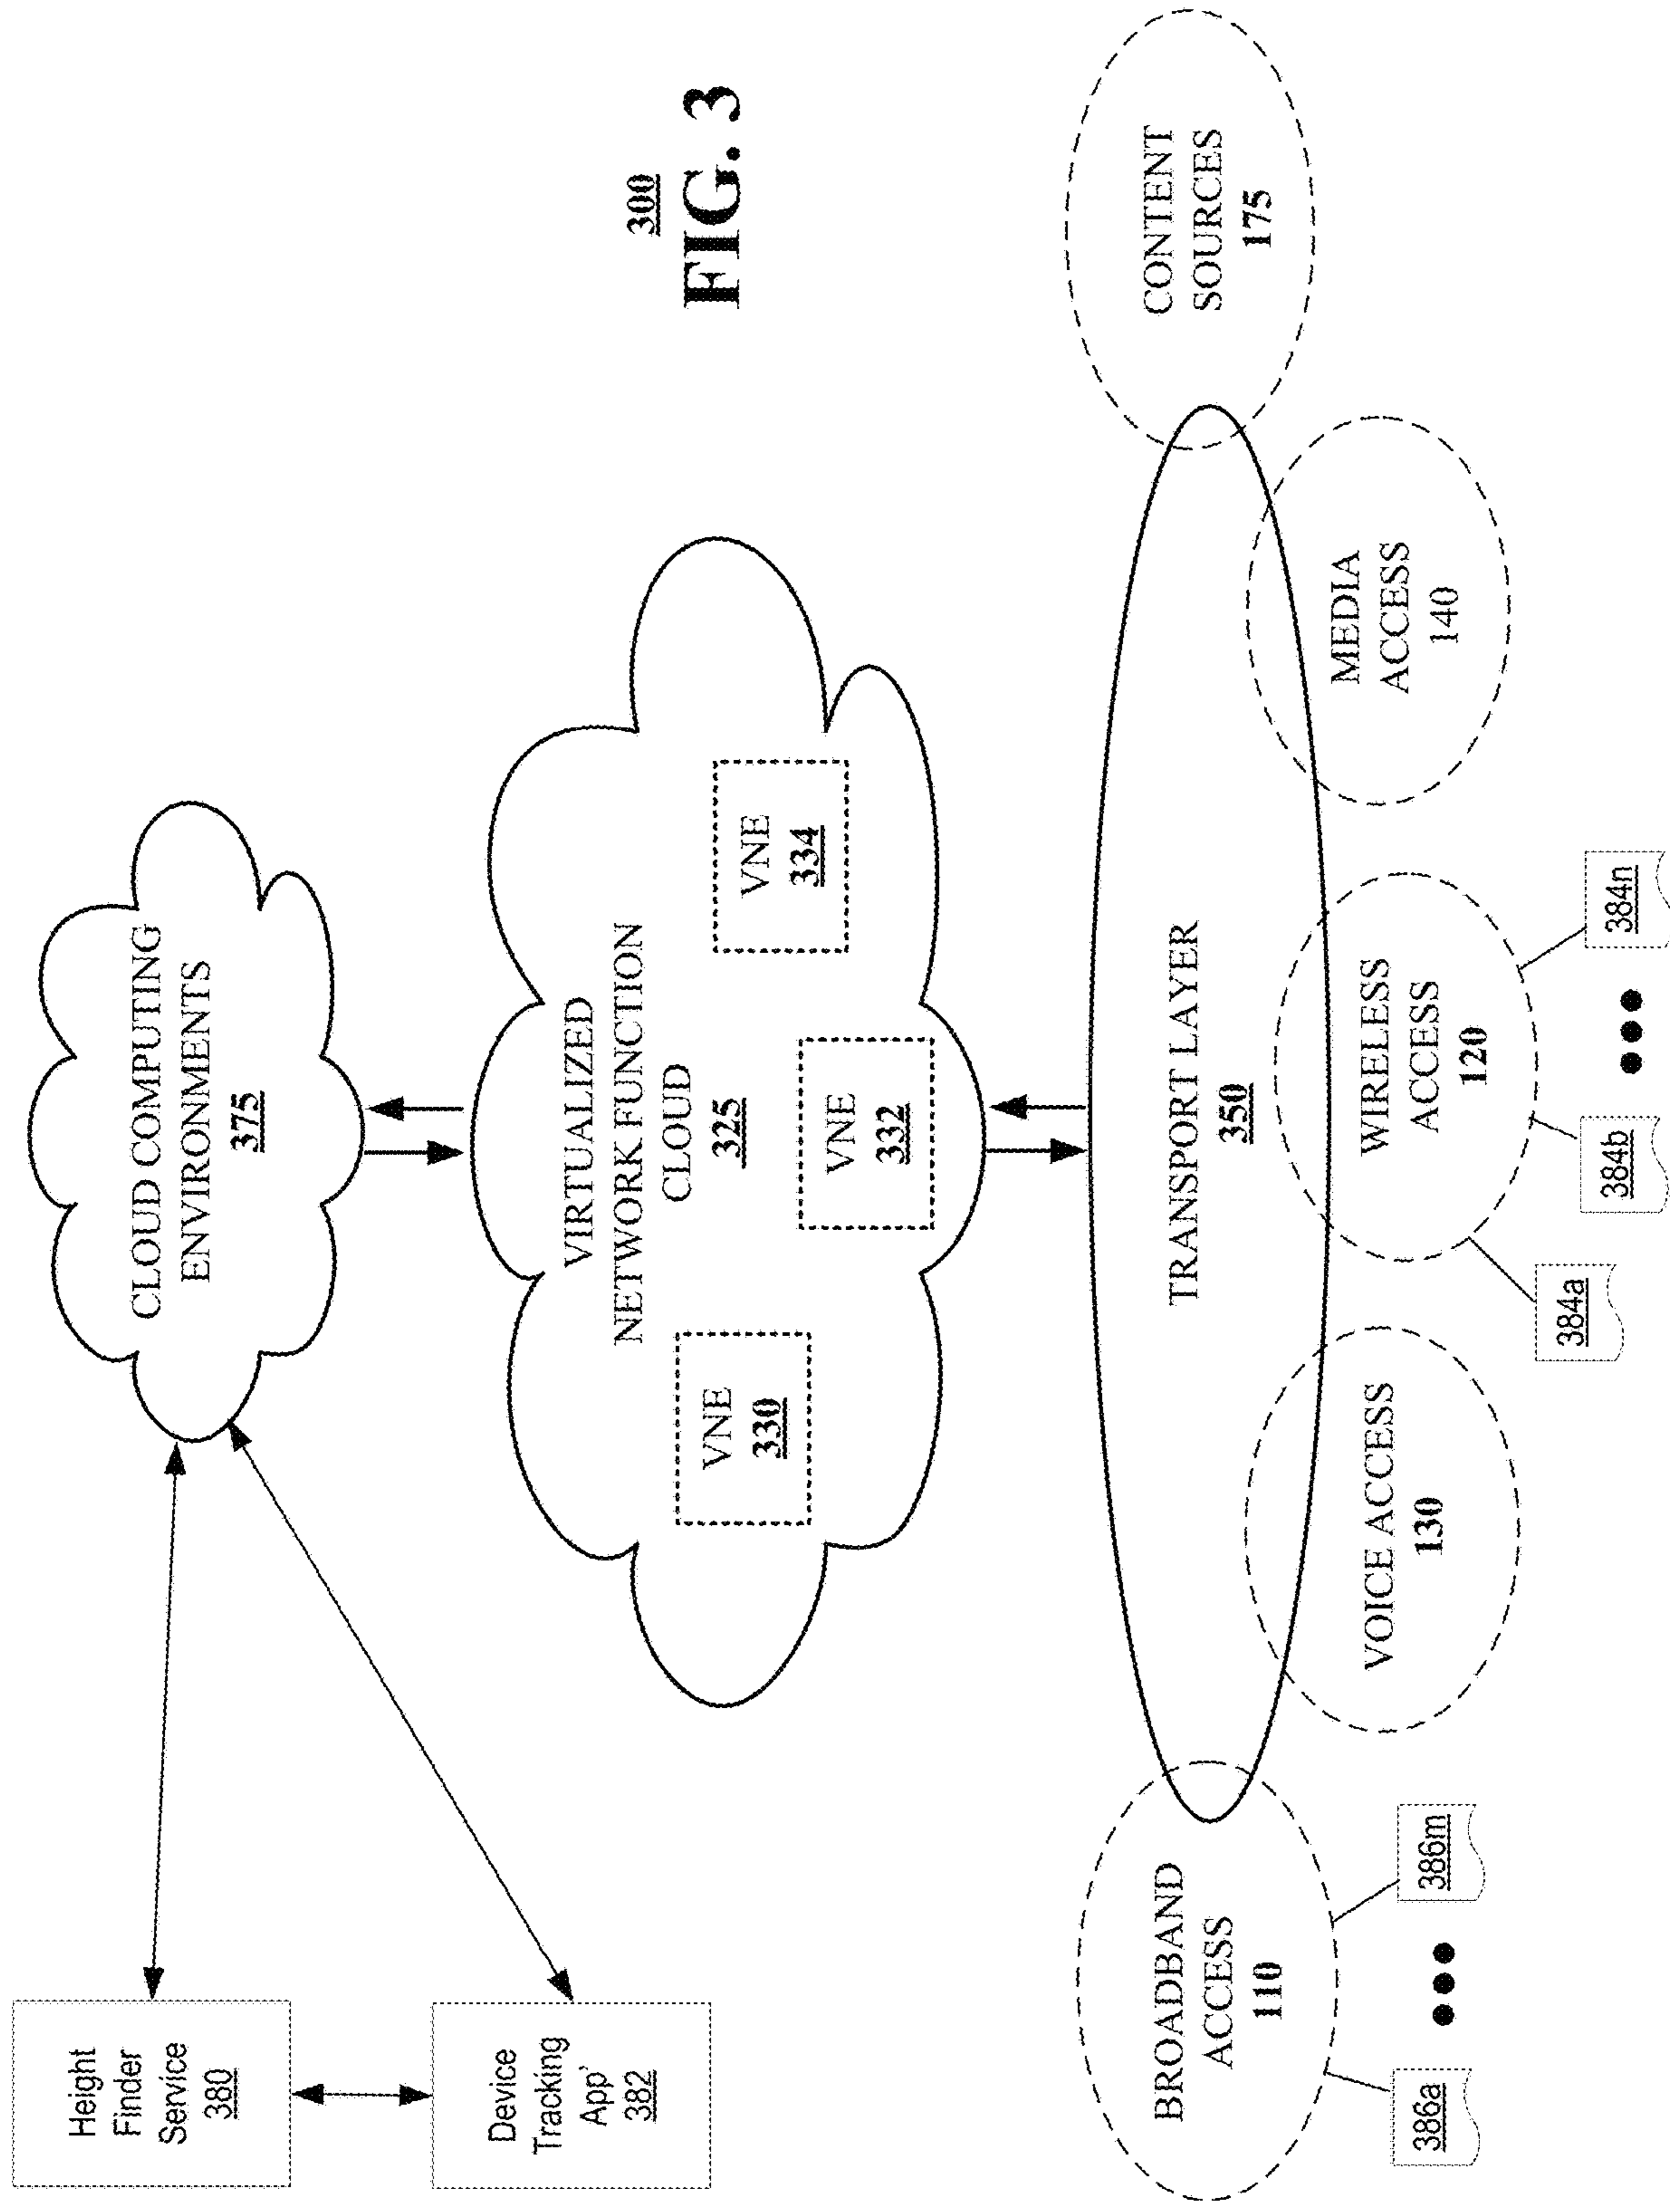 Height
Finder
Service
380
Device
Tracking
App’
382
CLOUD COMPUTING
ENVIRONMENTS
375
VIRTUALIZED
NETWORK FUNCTION
CLOUD
325
VNE
330
VNE
332
VNE
334
TRANSPORT LAYER
350
BROADBAND
ACCESS
110
VOICE ACCESS
130
WIRELESS
ACCESS
120
MEDIA
ACCESS
140
CONTENT
SOURCES
175
386a
386m
384a
384b
384n
300
FIG. 3